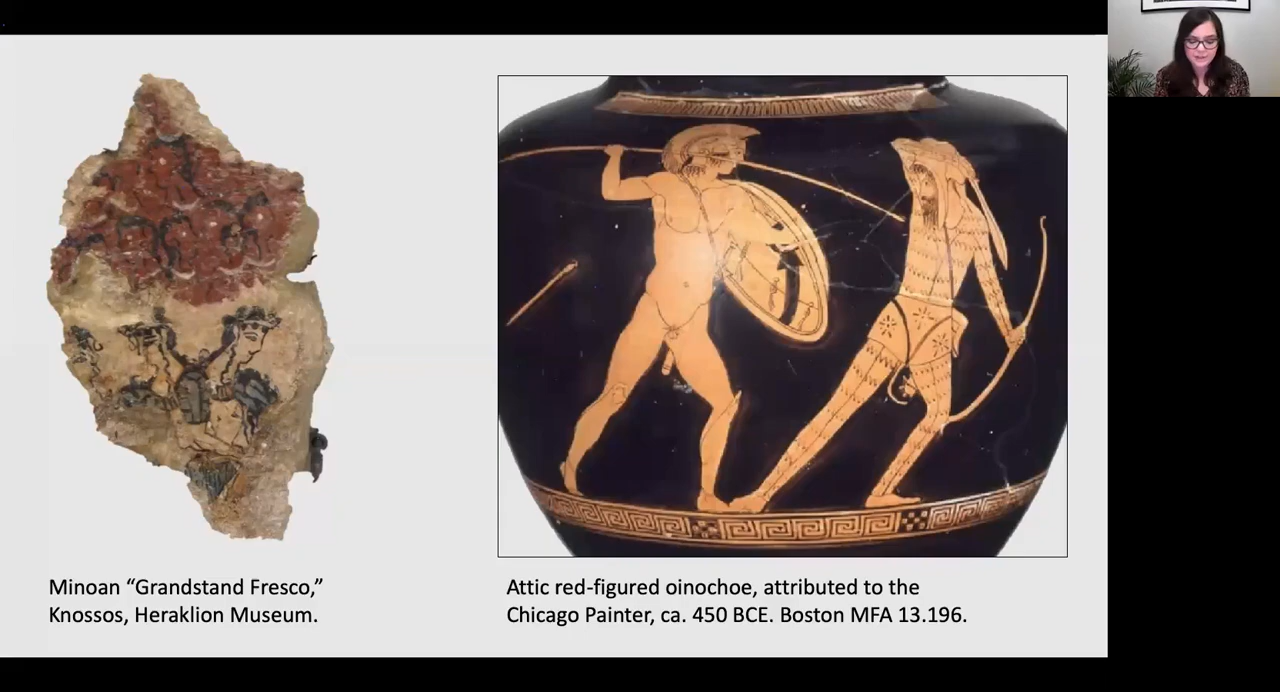 Minoan “Grandstand Fresco,”
Knossos, Heraklion Museum.
Attic red-figured oinochoe, attributed to the
Chicago Painter, ca. 450 BCE. Boston MFA 13.196.